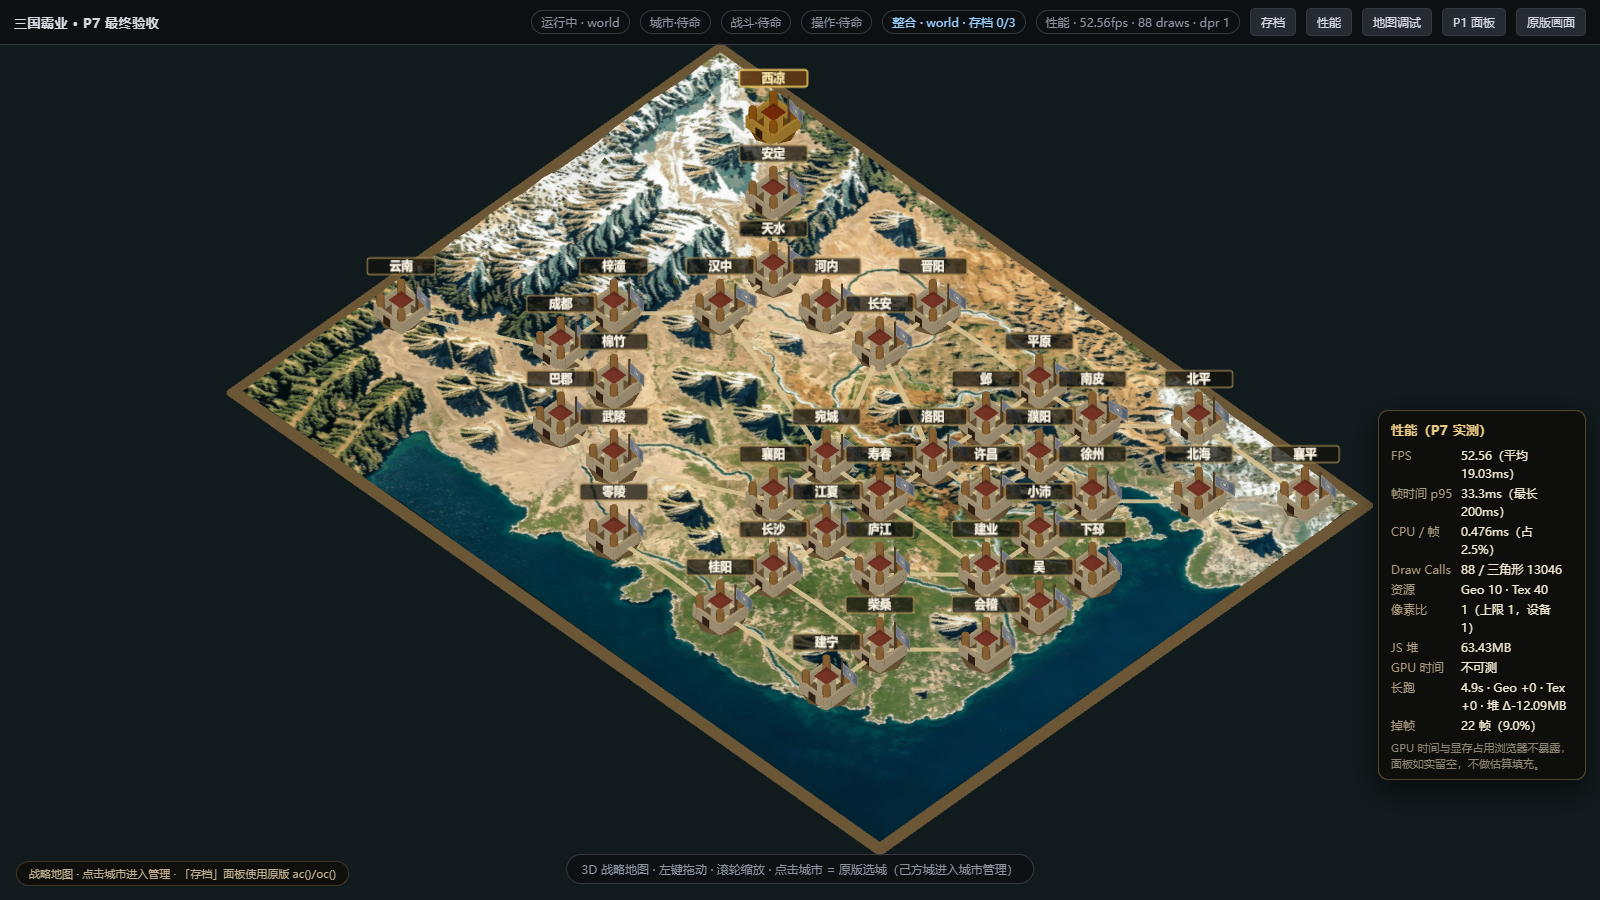 三国霸业 · P7 最终验收
运行中 · world
城市·待命
战斗·待命
操作·待命
整合 · world · 存档 0/3
性能 · 52.56fps · 88 draws · dpr 1
存档
性能
地图调试
P1 面板
原版画面
西凉
安定
天水
云南
梓潼
汉中
河内
晋阳
成都
长安
棉竹
平原
巴郡
邺
南皮
北平
武陵
宛城
洛阳
濮阳
襄阳
寿春
许昌
徐州
北海
襄平
零陵
江夏
小沛
长沙
庐江
建业
下邳
桂阳
吴
柴桑
会稽
建宁
性能（P7 实测）
FPS 52.56（平均
19.03ms）
帧时间 p95 33.3ms（最长
200ms）
CPU / 帧 0.476ms（占
2.5%）
Draw Calls 88 / 三角形 13046
资源 Geo 10 · Tex 40
像素比 1（上限 1，设备
1）
JS 堆 63.43MB
GPU 时间 不可测
长跑 4.9s · Geo +0 · Tex
+0 · 堆 Δ-12.09MB
掉帧 22 帧（9.0%）
GPU 时间与显存占用浏览器不暴露，
面板如实留空，不做估算填充。
战略地图 · 点击城市进入管理 · 「存档」面板使用原版 ac()/oc()
3D 战略地图 · 左键拖动 · 滚轮缩放 · 点击城市 = 原版选城（己方城进入城市管理）